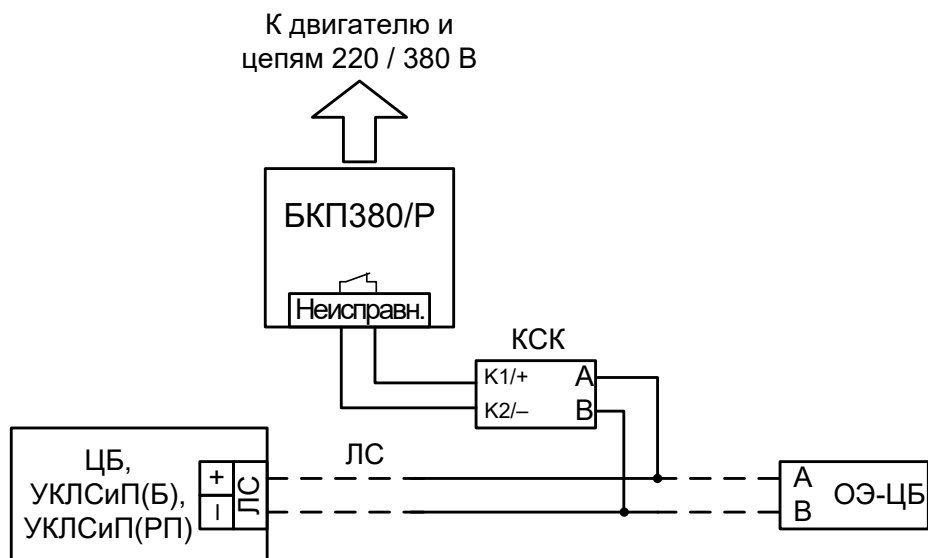 К двигателю и
цепям 220 / 380 В
БКП380/Р
Неисправн.
КСК
К1/+ А
К2/– В
ЦБ,
УКЛСиП(Б),
УКЛСиП(РП)
+
–
ЛС
ЛС
А
В
ОЭ-ЦБ